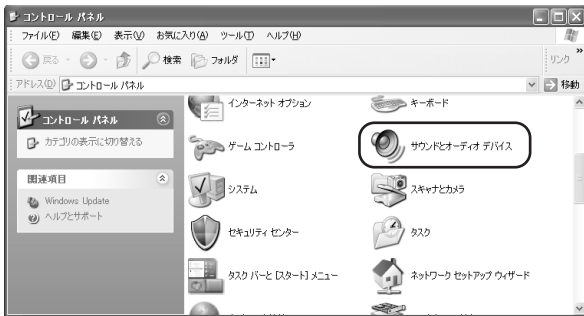 コントロール パネル
ファイル(F) 編集(E) 表示(V) お気に入り(A) ツール(T) ヘルプ(H)
戻る 検索 フォルダ リンク »
アドレス(D) コントロール パネル 移動
コントロール パネル
カテゴリの表示に切り替える
関連項目
Windows Update
ヘルプとサポート
インターネット オプション キーボード
ゲーム コントローラ サウンドとオーディオ デバイス
システム スキャナとカメラ
セキュリティ センター タスク
タスク バーと [スタート] メニュー ネットワーク セットアップ ウィザード